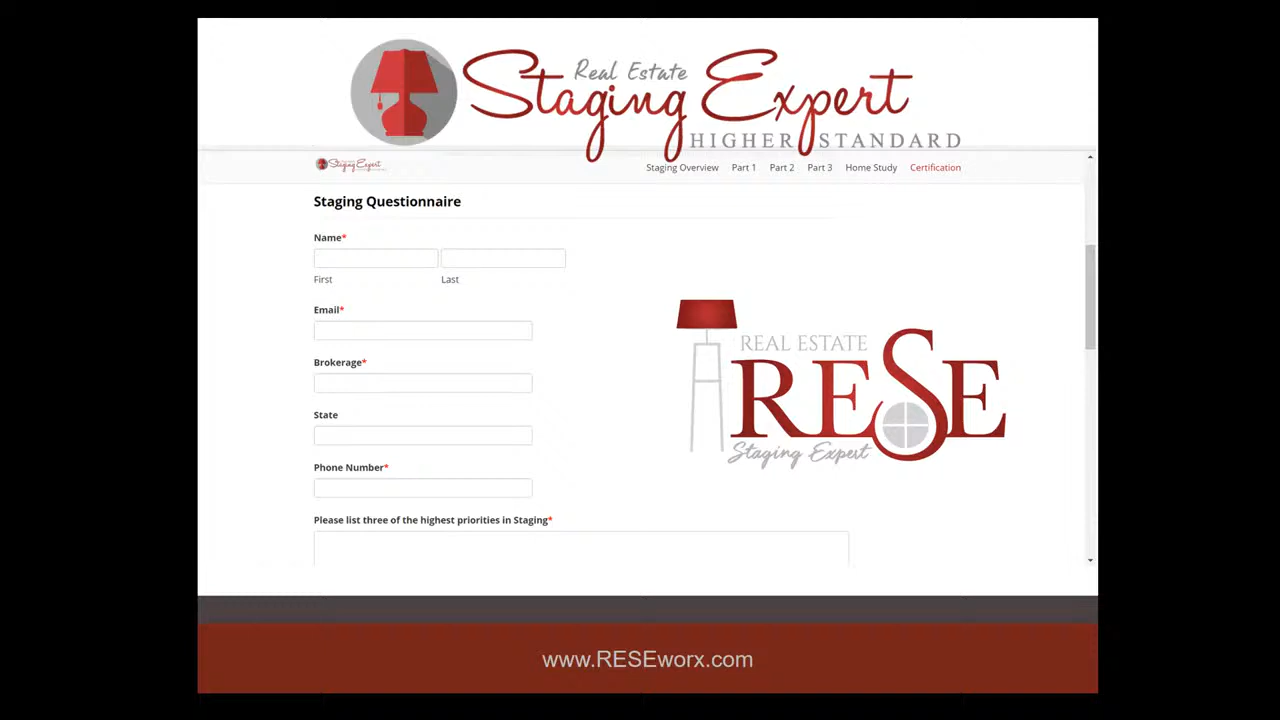 Real Estate
Staging Expert
HIGHER STANDARD
Staging Expert
Staging Overview Part 1 Part 2 Part 3 Home Study Certification
Staging Questionnaire
Name*
First Last
Email*
Brokerage*
State
Phone Number*
Please list three of the highest priorities in Staging*
REAL ESTATE
RESE
Staging Expert
www.RESEworx.com